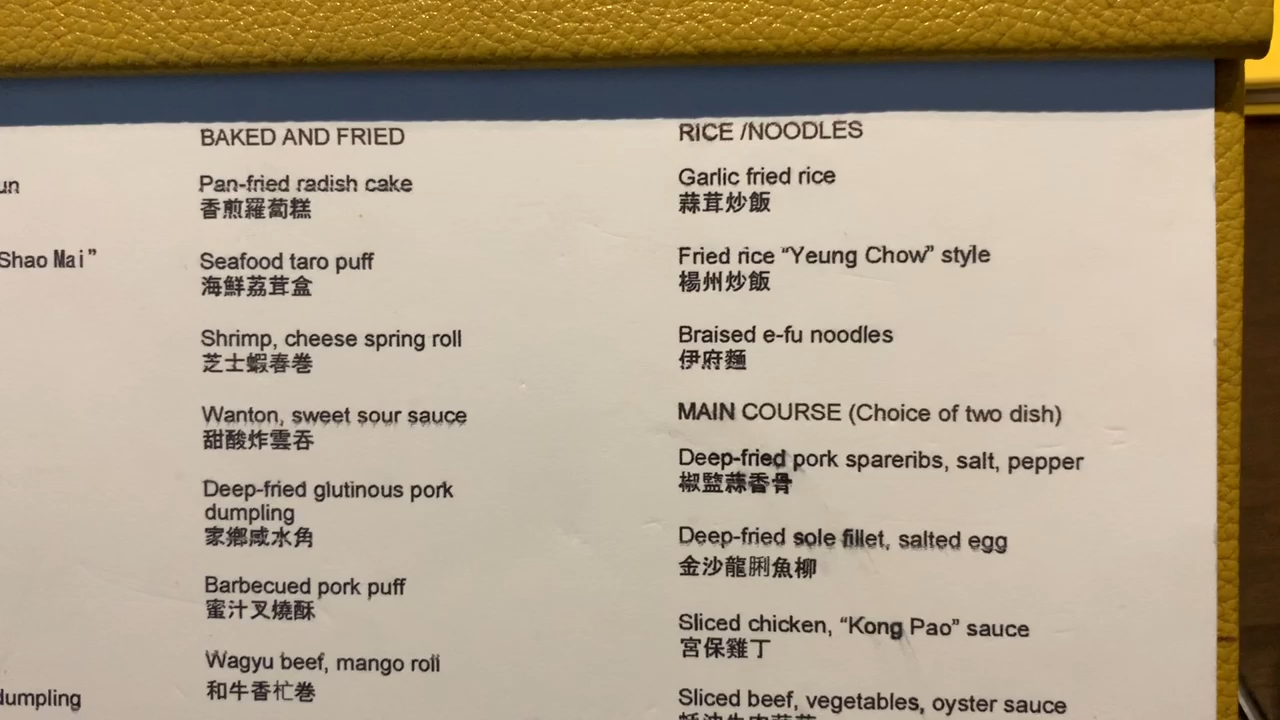 un
Shao Mai”
dumpling
BAKED AND FRIED
Pan-fried radish cake
香煎羅蔔糕
Seafood taro puff
海鮮荔茸盒
Shrimp, cheese spring roll
芝士蝦春巻
Wanton, sweet sour sauce
甜酸炸雲吞
Deep-fried glutinous pork
dumpling
家鄉咸水角
Barbecued pork puff
蜜汁叉燒酥
Wagyu beef, mango roll
和牛香杧巻
RICE /NOODLES
Garlic fried rice
蒜茸炒飯
Fried rice “Yeung Chow” style
楊州炒飯
Braised e-fu noodles
伊府麵
MAIN COURSE (Choice of two dish)
Deep-fried pork spareribs, salt, pepper
椒監蒜香骨
Deep-fried sole fillet, salted egg
金沙龍脷魚柳
Sliced chicken, “Kong Pao” sauce
宮保雞丁
Sliced beef, vegetables, oyster sauce